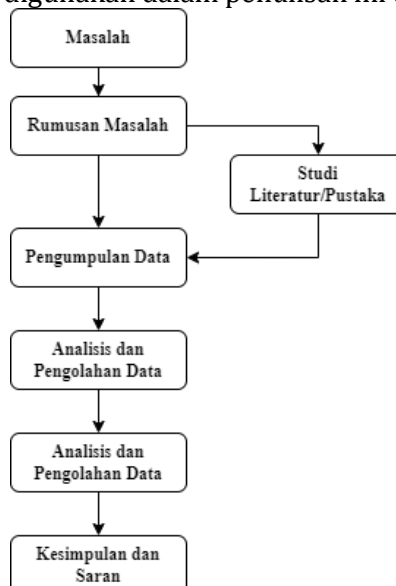 digunakan dalam penulisan ini
Masalah
Rumusan Masalah
Studi
Literatur/Pustaka
Pengumpulan Data
Analisis dan
Pengolahan Data
Analisis dan
Pengolahan Data
Kesimpulan dan
Saran